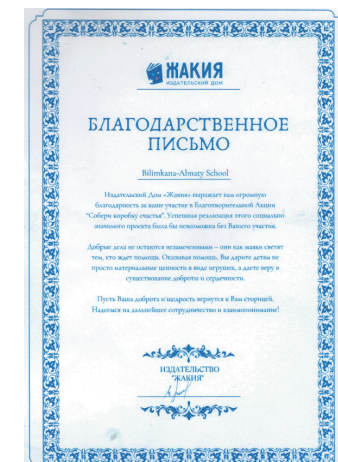 ЖАКИЯ
ИЗДАТЕЛЬСКИЙ ДОМ
БЛАГОДАРСТВЕННОЕ
ПИСЬМО
Bilimkana-Almaty School
Издательский Дом «Жакия» выражает вам огромную
благодарность за ваше участие в Благотворительной Акции
"Собери коробку счастья". Успешная реализация этого социально
значимого проекта была бы невозможна без Вашего участия.
Добрые дела не остаются незамеченными – они как маяки светят
тем, кто ждет помощи. Оказывая помощь, Вы дарите детям не
просто материальные ценности в виде игрушек, а даете веру в
существование доброты и сердечности.
Пусть Ваша доброта и щедрость вернутся к Вам сторицей.
Надеемся на дальнейшее сотрудничество и взаимопонимание!
ИЗДАТЕЛЬСТВО
"ЖАКИЯ"